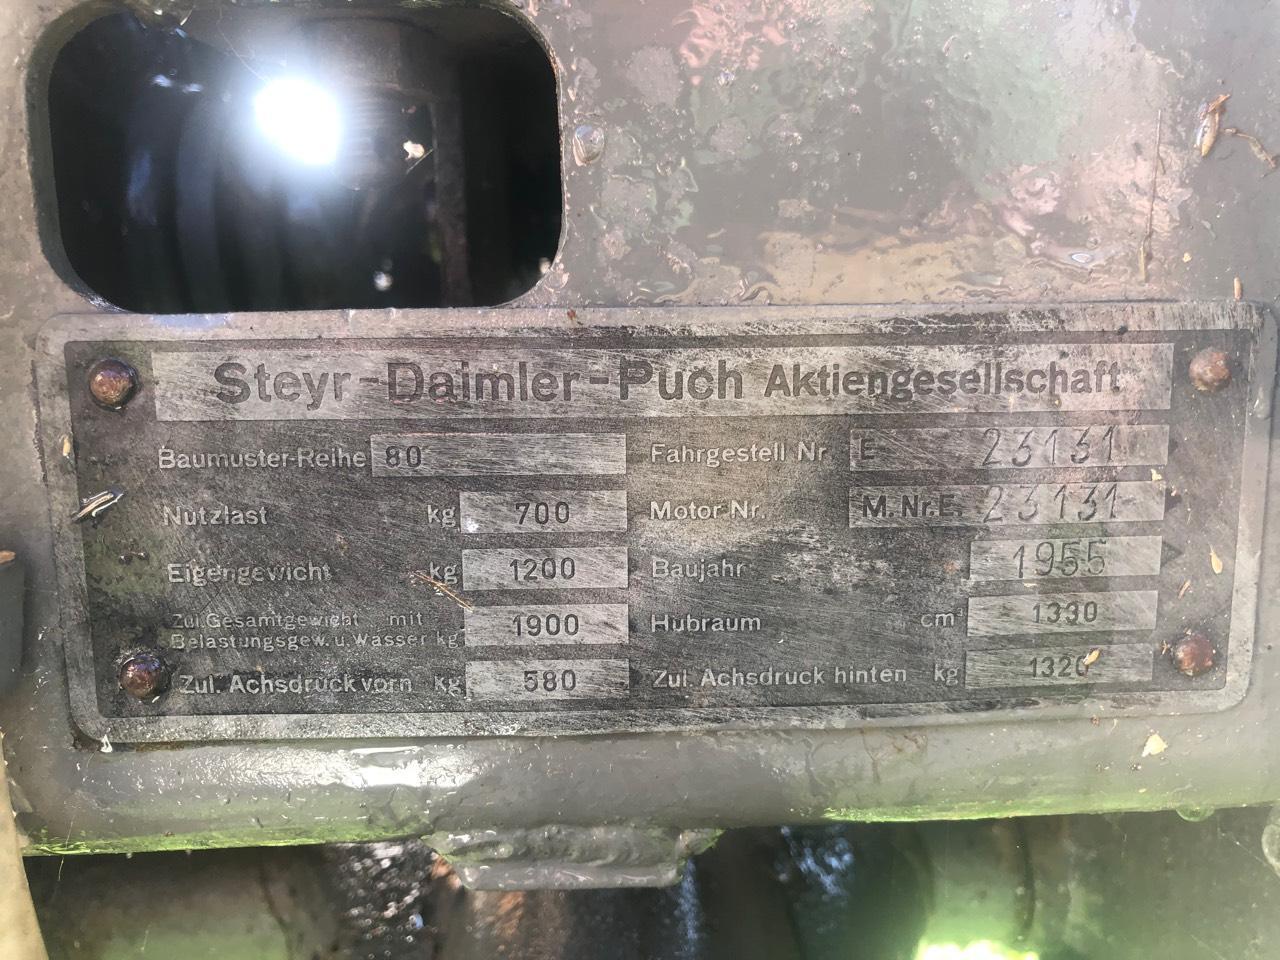 Steyr-Daimler-Puch Aktiengesellschaft
Baumuster-Reihe 80 Fahrgestell Nr E 23131
Nutzlast kg 700 Motor Nr. M.Nr.E. 23131
Eigengewicht kg 1200 Baujahr 1955
Zul.Gesamtgewicht mit
Belastungsgew.u.Wasser kg 1900 Hubraum cm³ 1330
Zul. Achsdruck vorn kg 580 Zul. Achsdruck hinten kg 1320